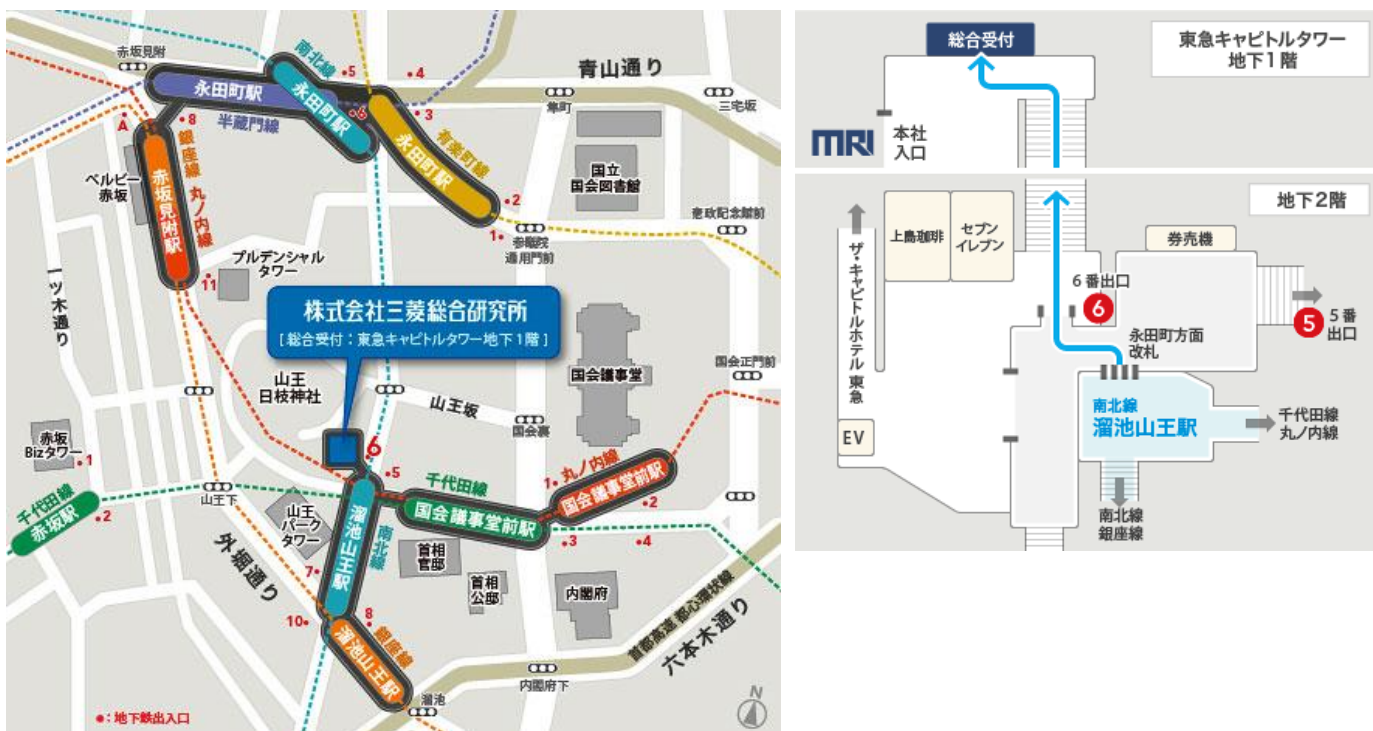 赤坂見附
南北線
5
4
青山通り
永田町駅
永田町駅
隼町
三宅坂
A
8
6
3
半蔵門線
銀座線
永田町駅
有楽町線
国立
国会図書館
ベルビー
赤坂
赤坂見附駅
丸ノ内線
2
憲政記念館前
1
参議院
通用門前
プルデンシャル
タワー
11
一ツ木通り
株式会社三菱総合研究所
[ 総合受付：東急キャピトルタワー地下1階 ]
国会正門前
国会議事堂
山王
日枝神社
山王坂
国会裏
赤坂
Bizタワー
1
6
5
千代田線
1
丸ノ内線
国会議事堂前駅
2
山王下
千代田線
赤坂駅
2
山王
パーク
タワー
溜池山王駅
南北線
国会議事堂前駅
3
4
外堀通り
首相
官邸
7
首相
公邸
内閣府
首都高速 都心環状線
六本木通り
10
8
銀座線
溜池山王駅
溜池
内閣府下
N
●：地下鉄出入口
総合受付
東急キャピトルタワー
地下1階
MRI
本社
入口
地下2階
上島珈琲
セブン
イレブン
券売機
ザ・キャピトルホテル 東急
6番出口
6
5
5番
出口
永田町方面
改札
南北線
溜池山王駅
千代田線
丸ノ内線
EV
南北線
銀座線